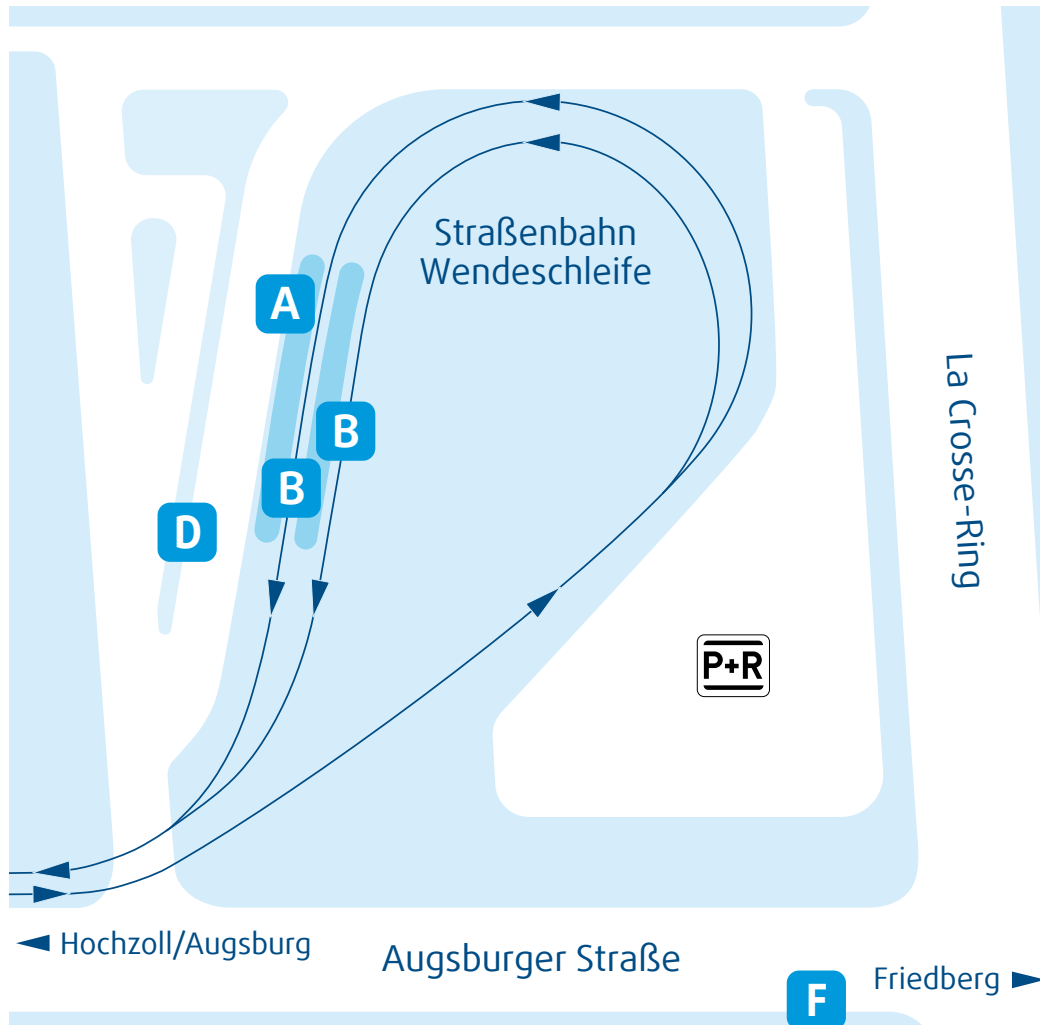 Straßenbahn
Wendeschleife
A
B
B
D
La Crosse-Ring
P+R
Hochzoll/Augsburg
Augsburger Straße
Friedberg
F